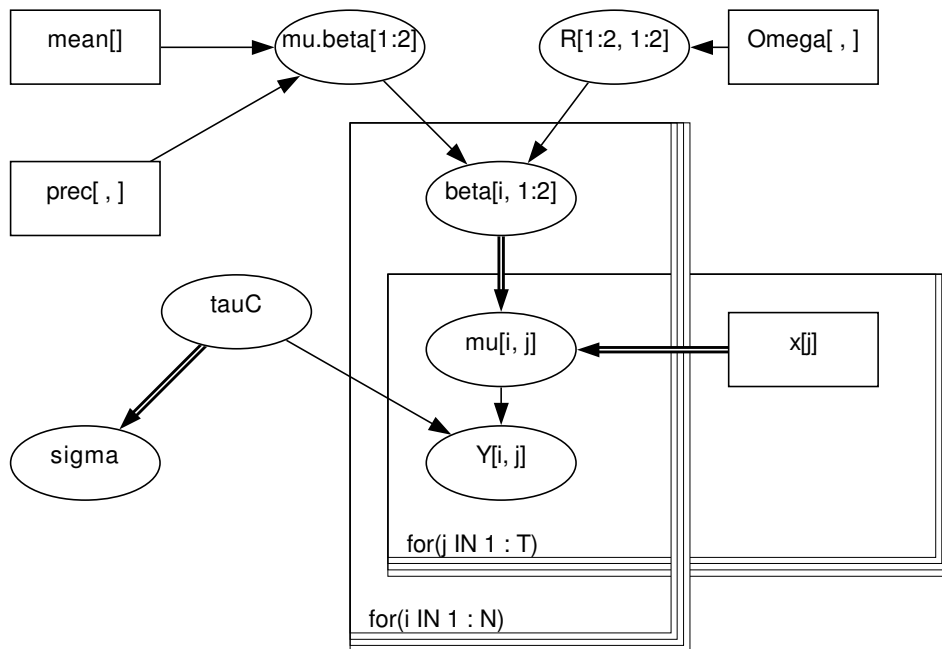 mean[]
mu.beta[1:2]
R[1:2, 1:2]
Omega[ , ]
prec[ , ]
beta[i, 1:2]
tauC
mu[i, j]
x[j]
sigma
Y[i, j]
for(j IN 1 : T)
for(i IN 1 : N)